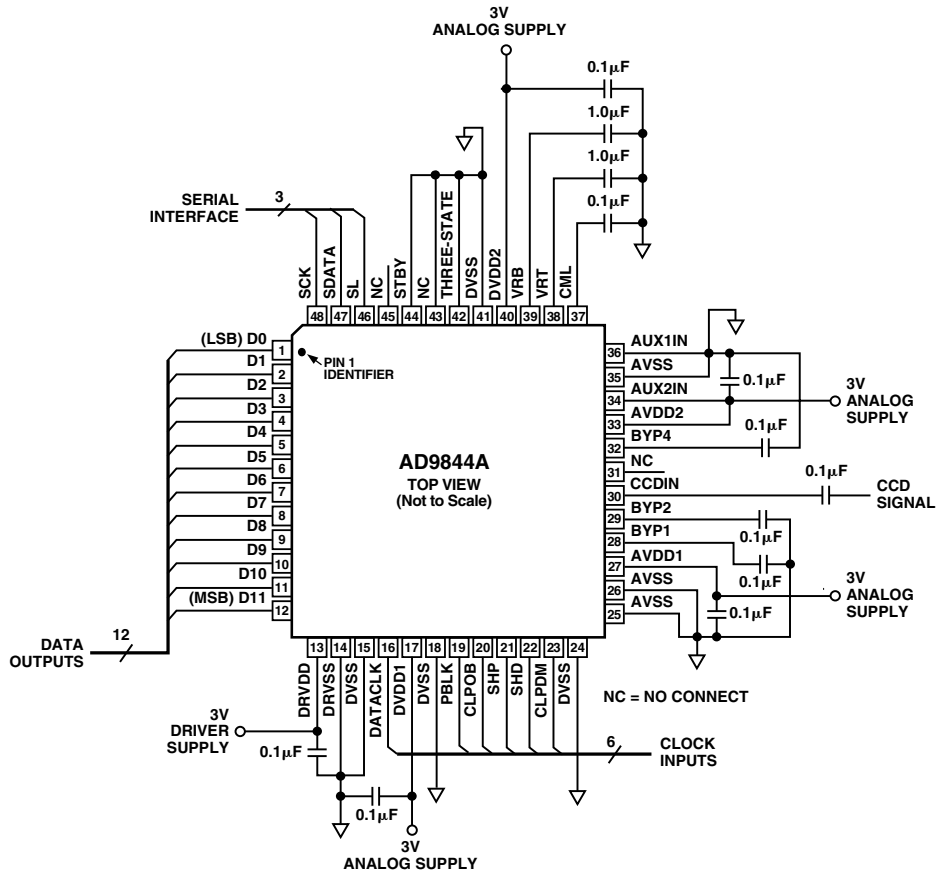 3V
ANALOG SUPPLY
0.1µF
1.0µF
1.0µF
0.1µF
SERIAL
INTERFACE
3
SCK
SDATA
SL
NC
STBY
NC
THREE-STATE
DVSS
DVDD2
VRB
VRT
CML
48 47 46 45 44 43 42 41 40 39 38 37
(LSB) D0 1
D1 2
D2 3
D3 4
D4 5
D5 6
D6 7
D7 8
D8 9
D9 10
D10 11
(MSB) D11 12
PIN 1
IDENTIFIER
AD9844A
TOP VIEW
(Not to Scale)
36 AUX1IN
35 AVSS
34 AUX2IN
33 AVDD2
32 BYP4
31 NC
30 CCDIN
29 BYP2
28 BYP1
27 AVDD1
26 AVSS
25 AVSS
0.1µF
3V
ANALOG
SUPPLY
0.1µF
0.1µF
CCD
SIGNAL
0.1µF
0.1µF
3V
ANALOG
SUPPLY
0.1µF
DATA
OUTPUTS
12
13 14 15 16 17 18 19 20 21 22 23 24
DRVDD
DRVSS
DVSS
DATACLK
DVDD1
DVSS
PBLK
CLPOB
SHP
SHD
CLPDM
DVSS
NC = NO CONNECT
3V
DRIVER
SUPPLY
0.1µF
6
CLOCK
INPUTS
0.1µF
3V
ANALOG SUPPLY